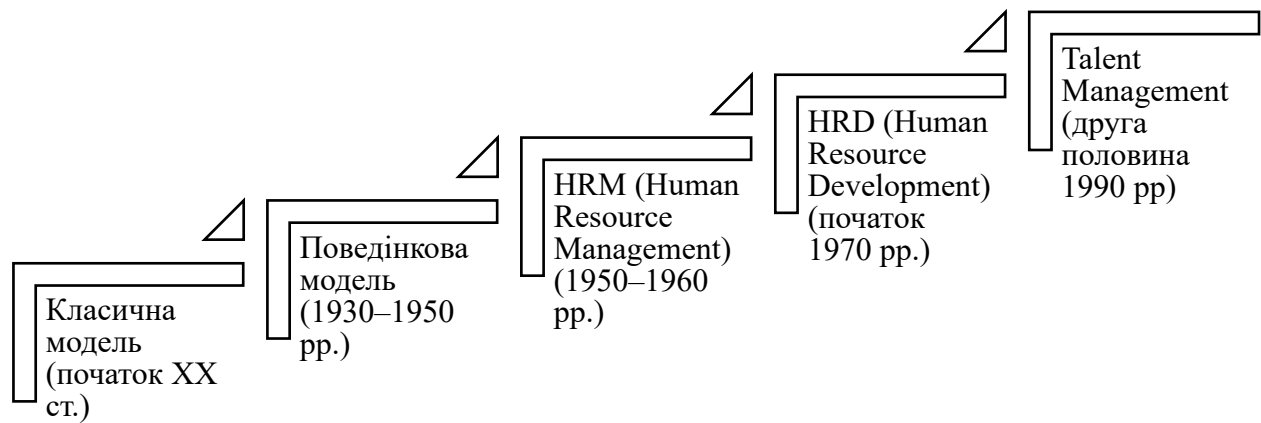 Класична
модель
(початок ХХ
ст.)
Поведінкова
модель
(1930–1950
рр.)
HRM (Human
Resource
Management)
(1950–1960
рр.)
HRD (Human
Resource
Development)
(початок
1970 рр.)
Talent
Management
(друга
половина
1990 рр)